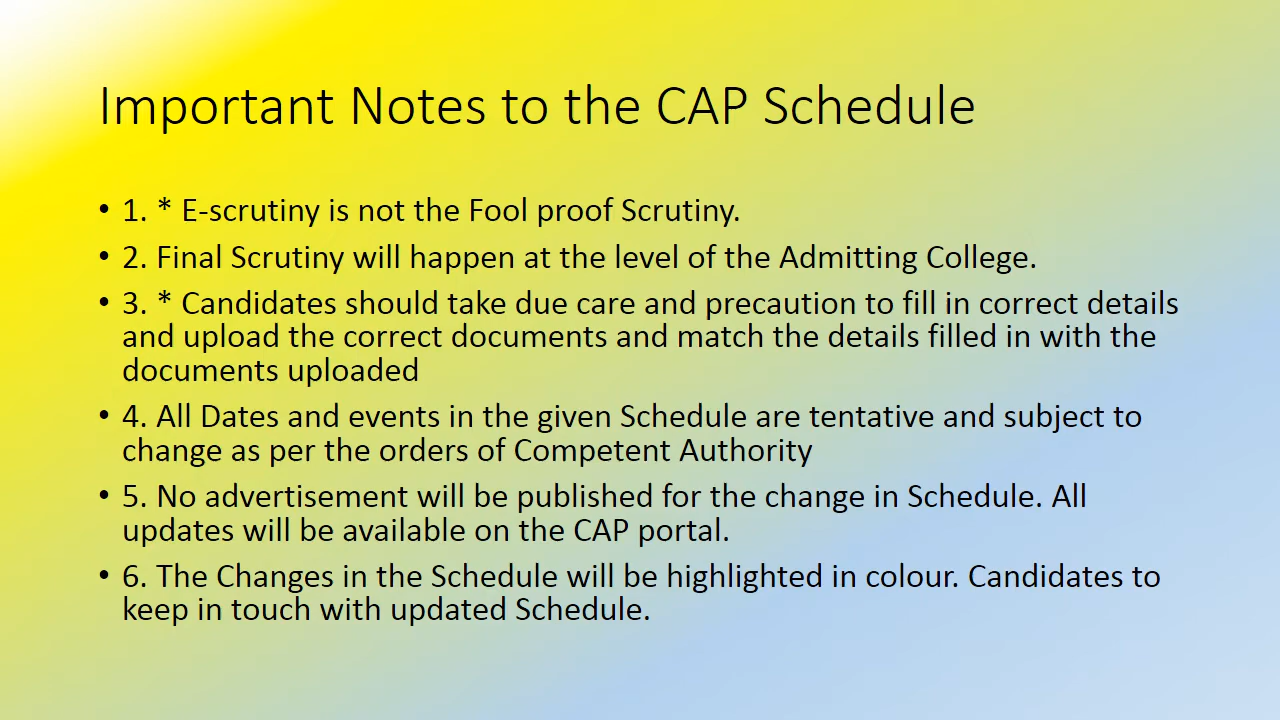 Important Notes to the CAP Schedule
• 1. * E-scrutiny is not the Fool proof Scrutiny.
• 2. Final Scrutiny will happen at the level of the Admitting College.
• 3. * Candidates should take due care and precaution to fill in correct details
and upload the correct documents and match the details filled in with the
documents uploaded
• 4. All Dates and events in the given Schedule are tentative and subject to
change as per the orders of Competent Authority
• 5. No advertisement will be published for the change in Schedule. All
updates will be available on the CAP portal.
• 6. The Changes in the Schedule will be highlighted in colour. Candidates to
keep in touch with updated Schedule.